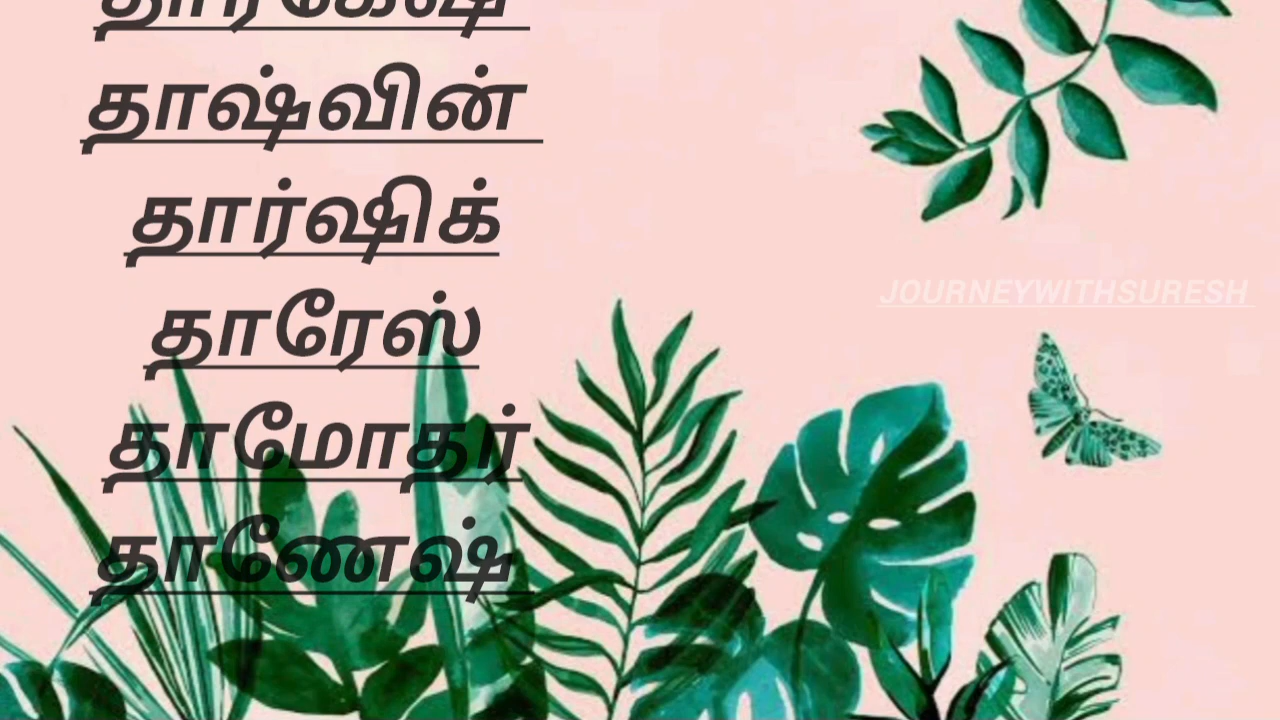 தார்கேஷ்
தாஷ்வின்
தார்ஷிக்
JOURNEYWITHSURESH
தாரேஸ்
தாமோதர்
தாணேஷ்